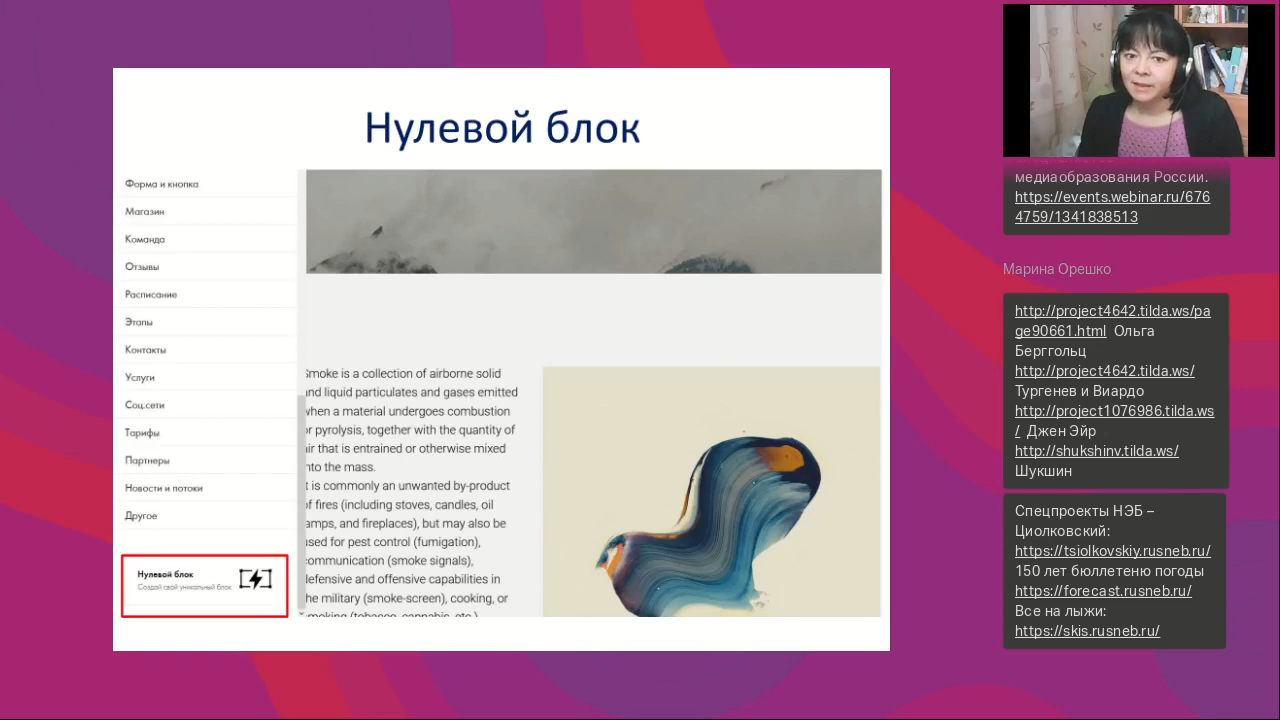 Нулевой блок
Форма и кнопка
Магазин
Команда
Отзывы
Расписание
Этапы
Контакты
Услуги
Соц.сети
Тарифы
Партнеры
Новости и потоки
Другое
Нулевой блок
Создай свой уникальный блок
Smoke is a collection of airborne solid
and liquid particulates and gases emitted
when a material undergoes combustion
or pyrolysis, together with the quantity of
air that is entrained or otherwise mixed
into the mass.
It is commonly an unwanted by-product
of fires (including stoves, candles, oil
lamps, and fireplaces), but may also be
used for pest control (fumigation),
communication (smoke signals),
defensive and offensive capabilities in
the military (smoke-screen), cooking, or
smoking (tobacco, cannabis, etc.)
медиаобразования России.
https://events.webinar.ru/676
4759/1341838513
Марина Орешко
http://project4642.tilda.ws/pa
ge90661.html Ольга
Берггольц
http://project4642.tilda.ws/
Тургенев и Виардо
http://project1076986.tilda.ws
/ Джен Эйр
http://shukshinv.tilda.ws/
Шукшин
Спецпроекты НЭБ –
Циолковский:
https://tsiolkovskiy.rusneb.ru/
150 лет бюллетеню погоды
https://forecast.rusneb.ru/
Все на лыжи:
https://skis.rusneb.ru/